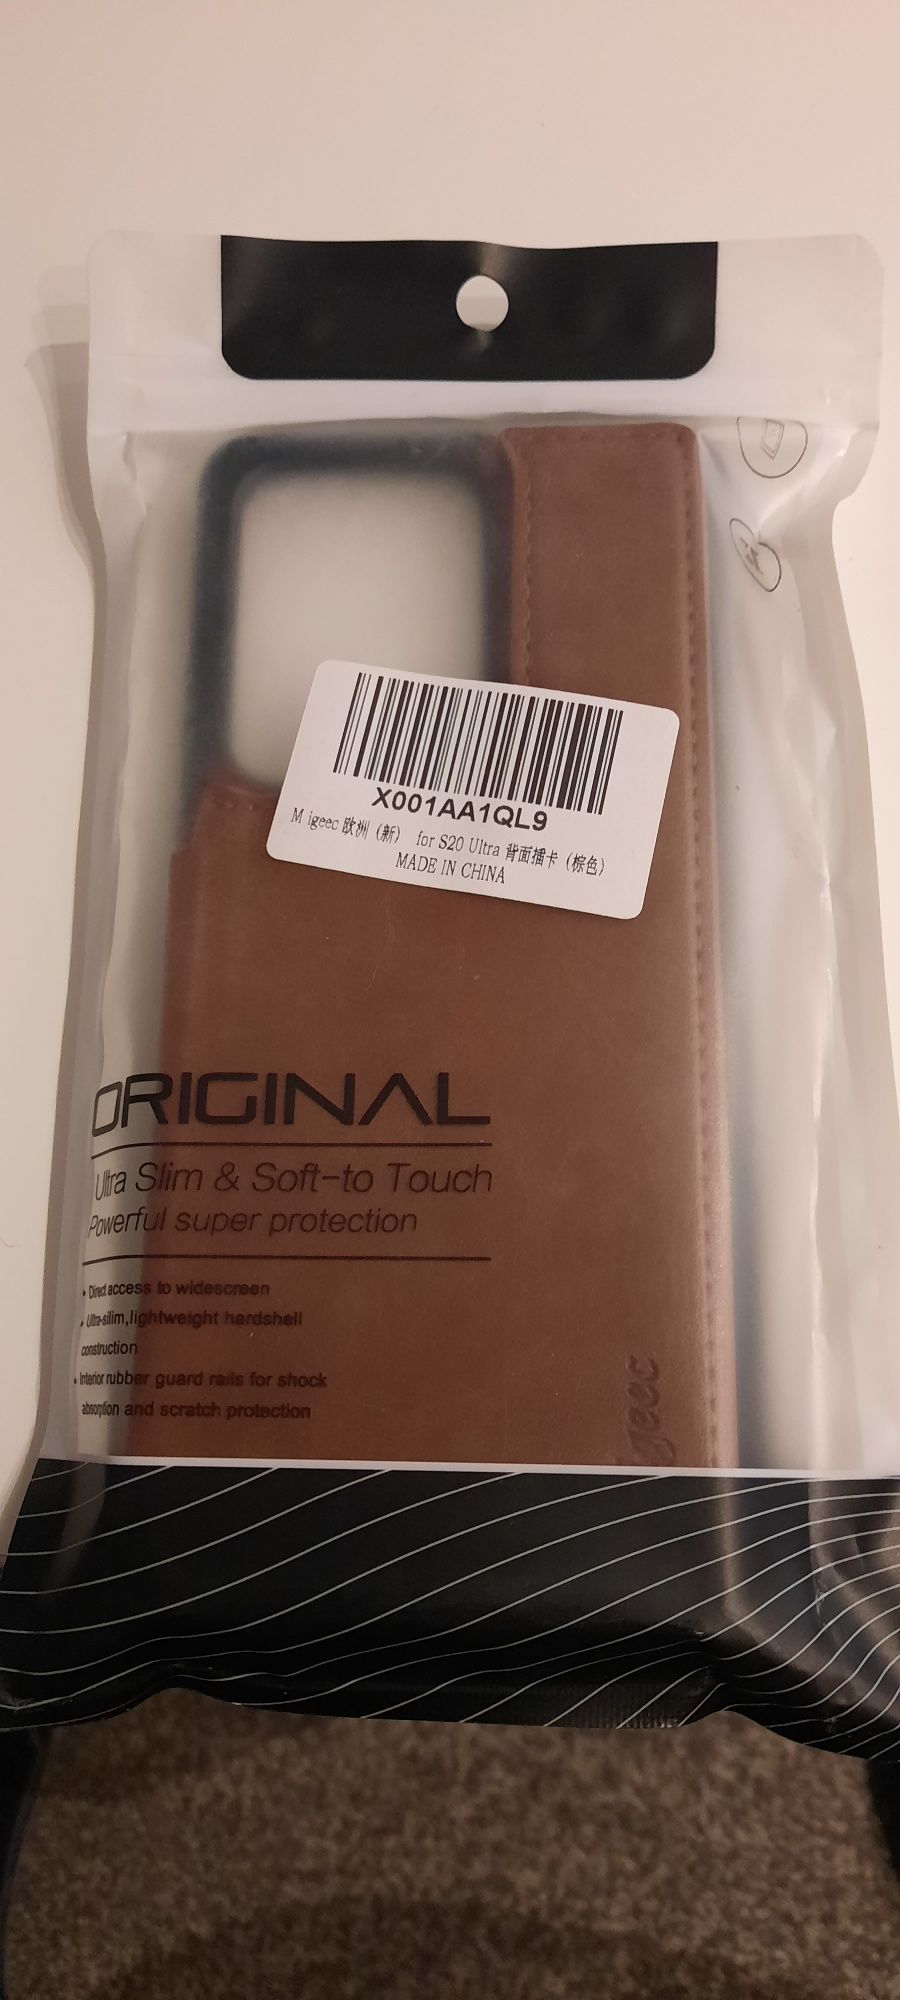 X001AA1QL9
M igeec 欧洲（新） for S20 Ultra 背面插卡（棕色）
MADE IN CHINA
ORIGINAL
Ultra Slim & Soft-to Touch
Powerful super protection
• Direct access to widescreen
• Ultra-silim,lightweight hardshell
construction
• Interior rubber guard rails for shock
absorption and scratch protection
igeec